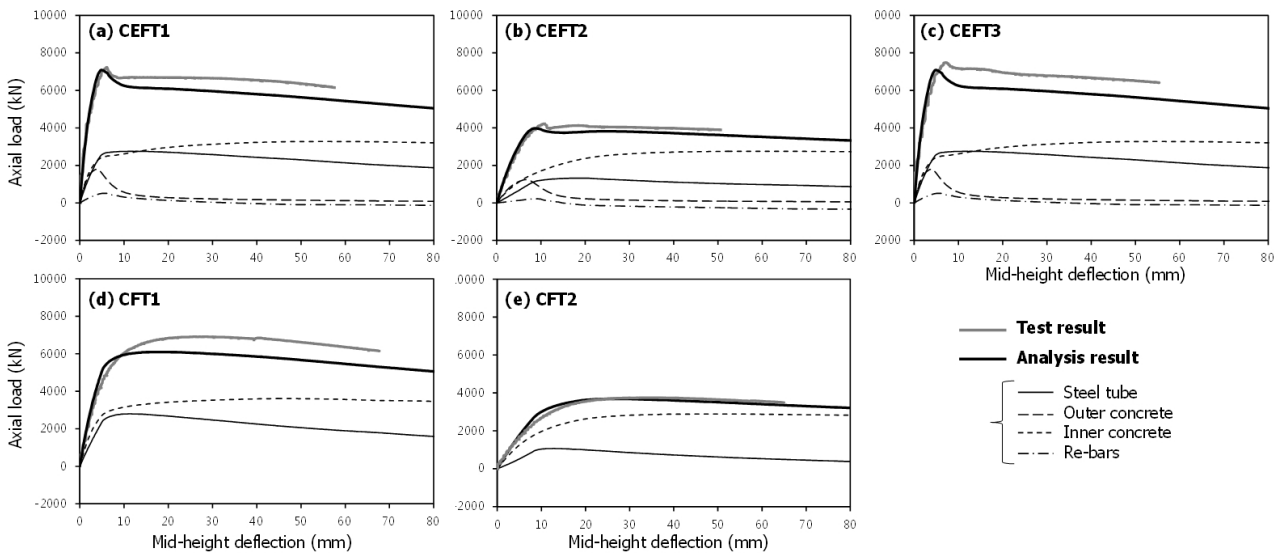 (a) CEFT1
10000
8000
6000
4000
2000
0
-2000
0 10 20 30 40 50 60 70 80
Axial load (kN)
(b) CEFT2
10000
8000
6000
4000
2000
0
-2000
0 10 20 30 40 50 60 70 80
(c) CEFT3
0000
8000
6000
4000
2000
0
2000
0 10 20 30 40 50 60 70 80
Mid-height deflection (mm)
(d) CFT1
10000
8000
6000
4000
2000
0
-2000
0 10 20 30 40 50 60 70 80
Axial load (kN)
Mid-height deflection (mm)
(e) CFT2
.0000
8000
6000
4000
2000
0
-2000
0 10 20 30 40 50 60 70 80
Mid-height deflection (mm)
Test result
Analysis result
Steel tube
Outer concrete
Inner concrete
Re-bars